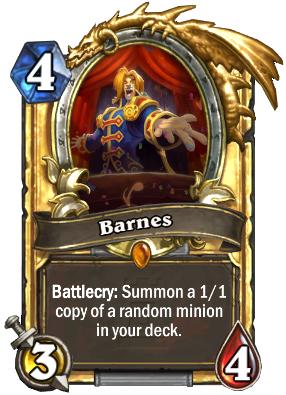 4
Barnes
Battlecry: Summon a 1/1
copy of a random minion
in your deck.
3
4